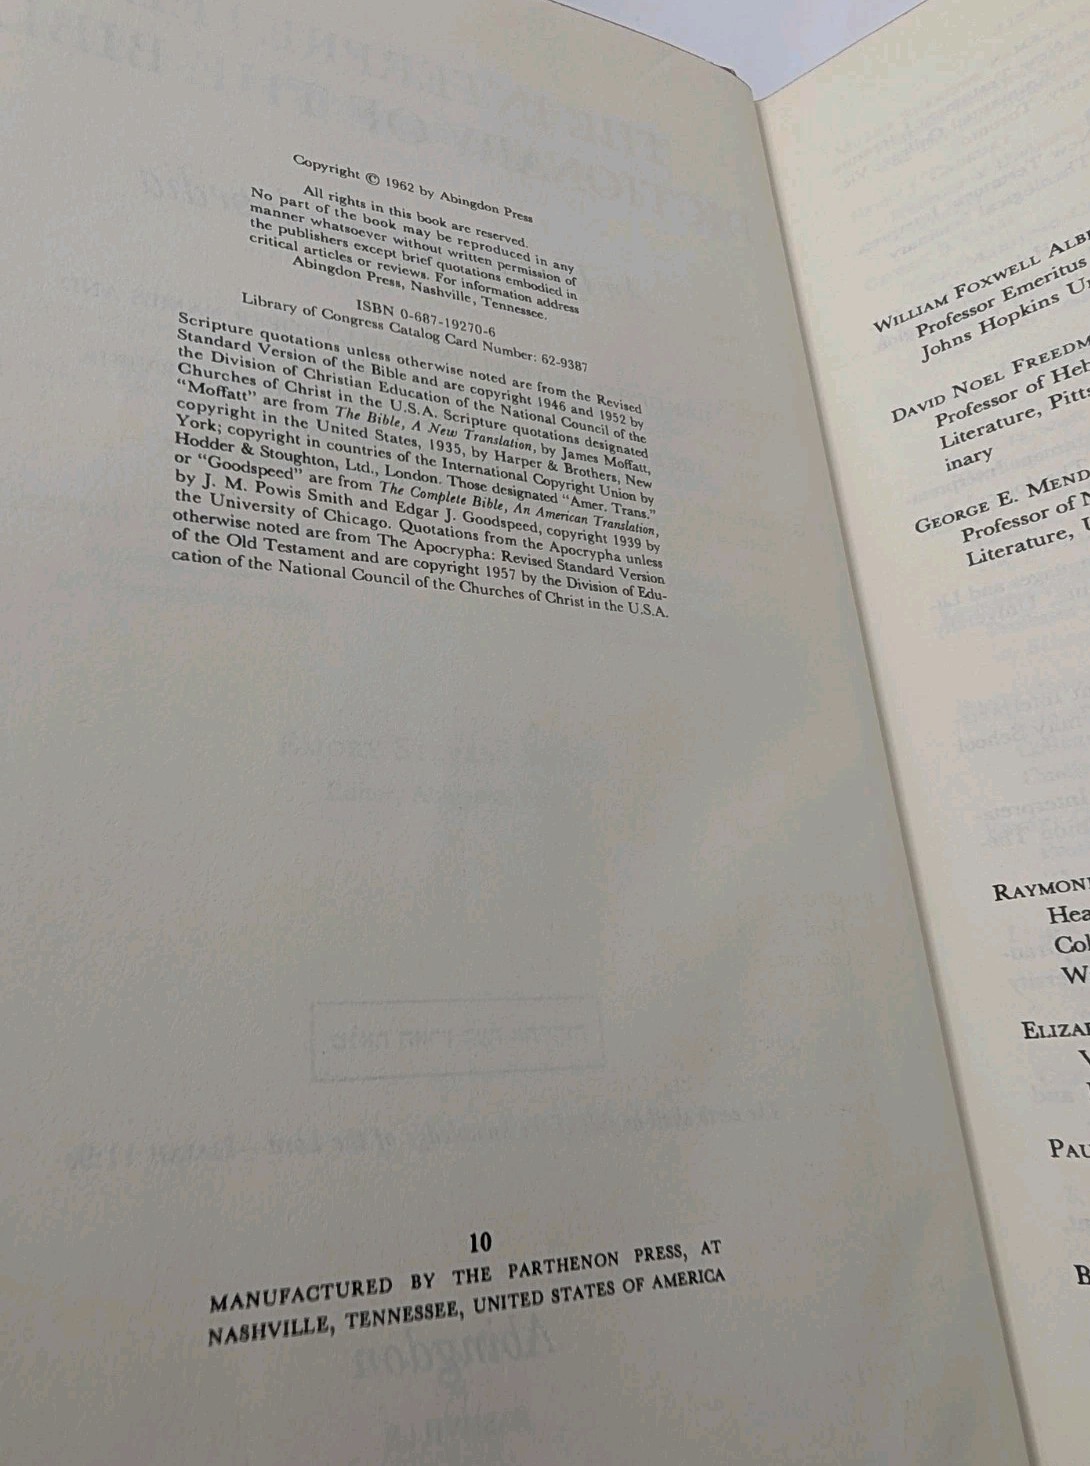 Copyright © 1962 by Abingdon Press
All rights in this book are reserved.
No part of the book may be reproduced in any
manner whatsoever without written permission of
the publishers except brief quotations embodied in
critical articles or reviews. For information address
Abingdon Press, Nashville, Tennessee.
ISBN 0-687-19270-6
Library of Congress Catalog Card Number: 62-9387
Scripture quotations unless otherwise noted are from the Revised
Standard Version of the Bible and are copyright 1946 and 1952 by
the Division of Christian Education of the National Council of the
Churches of Christ in the U.S.A. Scripture quotations designated
"Moffatt" are from The Bible, A New Translation, by James Moffatt,
copyright in the United States, 1935, by Harper & Brothers, New
York; copyright in countries of the International Copyright Union by
Hodder & Stoughton, Ltd., London. Those designated "Amer. Trans."
or "Goodspeed" are from The Complete Bible, An American Translation,
by J. M. Powis Smith and Edgar J. Goodspeed, copyright 1939 by
the University of Chicago. Quotations from the Apocrypha unless
otherwise noted are from The Apocrypha: Revised Standard Version
of the Old Testament and are copyright 1957 by the Division of Edu-
cation of the National Council of the Churches of Christ in the U.S.A.
10
MANUFACTURED BY THE PARTHENON PRESS, AT
NASHVILLE, TENNESSEE, UNITED STATES OF AMERICA
WILLIAM FOXWELL ALB
Professor Emeritus
Johns Hopkins U
DAVID NOEL FREEDM
Professor of Heb
Literature, Pitts
inary
GEORGE E. MEND
Professor of N
Literature, U
RAYMON
Hea
Col
W
ELIZA
V
PAU
B